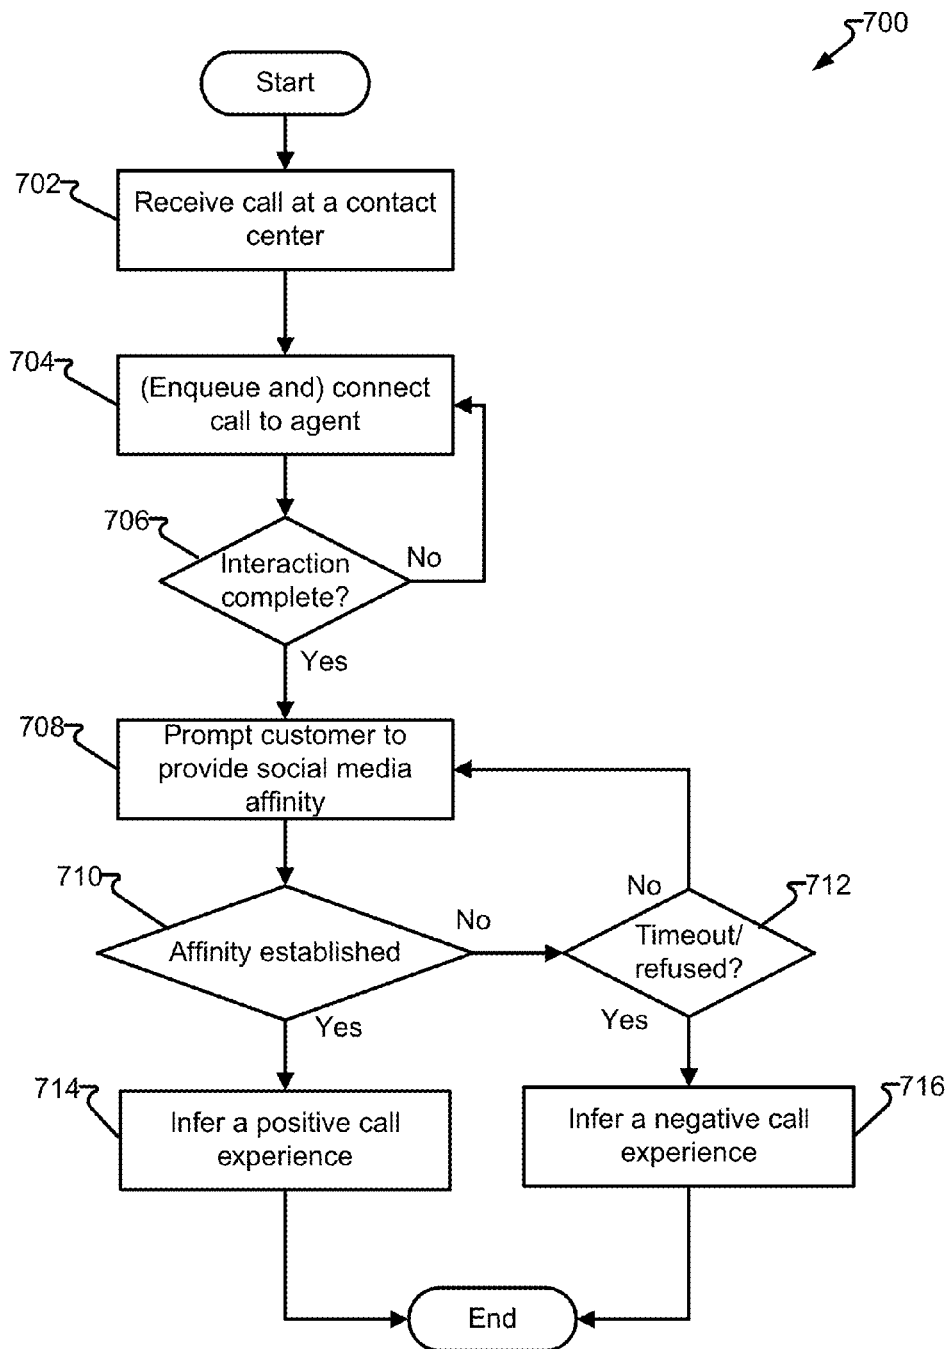 700
Start
702
Receive call at a contact
center
704
(Enqueue and) connect
call to agent
706
Interaction
complete?
No
Yes
708
Prompt customer to
provide social media
affinity
710
Affinity established
No
Yes
712
Timeout/
refused?
No
Yes
714
Infer a positive call
experience
716
Infer a negative call
experience
End